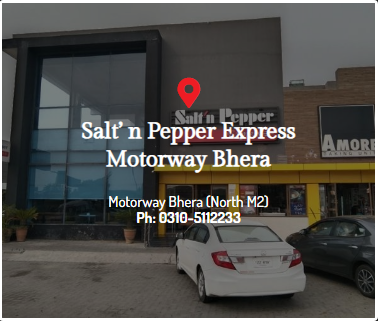 Salt'n Pepper
Salt' n Pepper Express
Motorway Bhera
AMORE
Motorway Bhera (North M2)
Ph: 0310-5112233